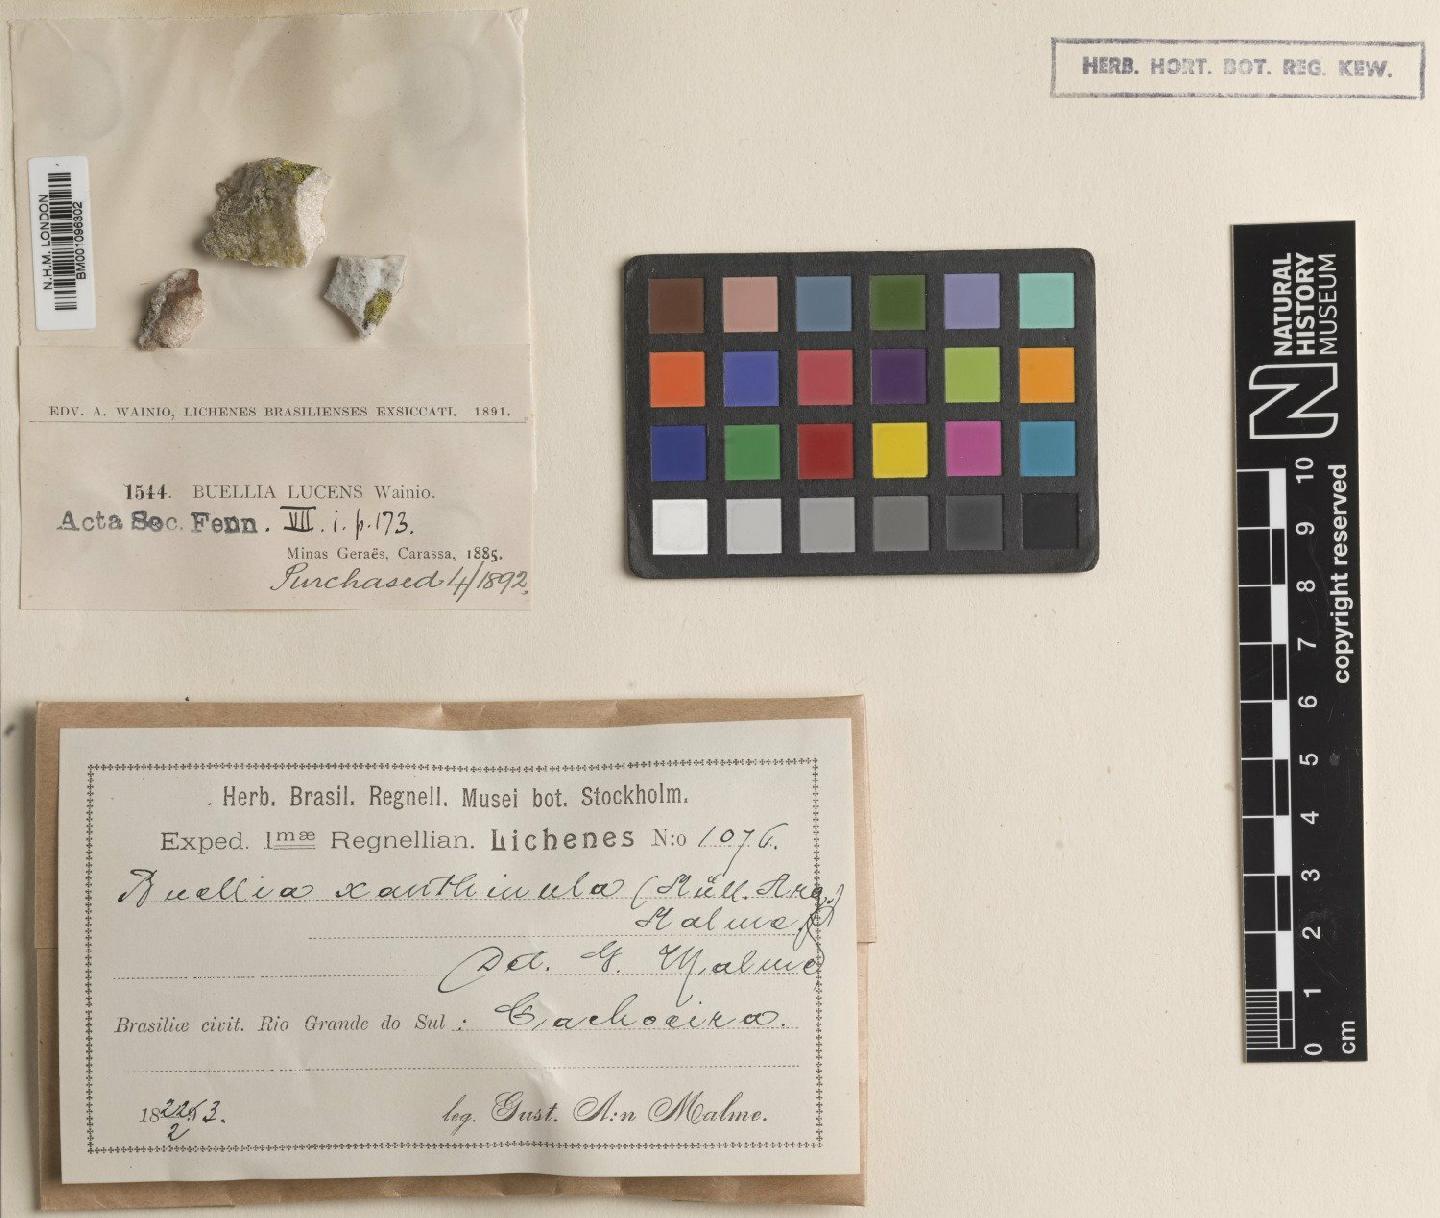 HERB. HORT. BOT. REG. KEW.
N.H.M. LONDON
BM001096302
EDV. A. WAINIO, LICHENES BRASILIENSES EXSICCATI. 1891.
1544. BUELLIA LUCENS Wainio.
Acta Soc. Fenn. VII. i. p. 173.
Minas Geraës, Carassa, 1885.
Purchased 4/1892.
NATURAL
HISTORY
MUSEUM
copyright reserved
10
9
8
7
6
5
4
3
2
1
0
cm
Herb. Brasil. Regnell. Musei bot. Stockholm.
Exped. Imæ Regnellian. Lichenes N:o 1076.
Buellia xanthinula (Müll. Arg.)
Malme
Det. G. Malme
Brasiliæ civit. Rio Grande do Sul: Cachoeira.
leg. Gust. A:n Malme.